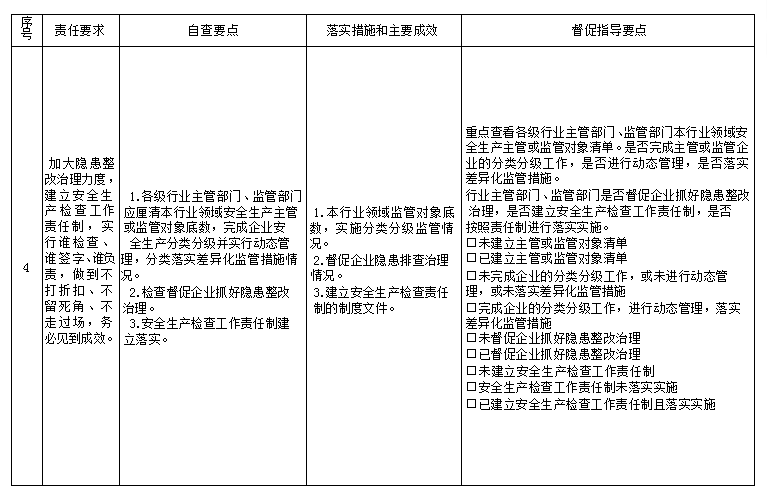 序号
责任要求
自查要点
落实措施和主要成效
督促指导要点
4
加大隐患整
改治理力度，
建立安全生
产检查工作
责任制，实
行谁检查、
谁签字、谁负
责，做到不
打折扣、不
留死角、不
走过场，务
必见到成效。
1.各级行业主管部门、监管部门
应厘清本行业领域安全生产主管
或监管对象底数，完成企业安
全生产分类分级并实行动态管
理，分类落实差异化监管措施情
况。
2.检查督促企业抓好隐患整改
治理。
3.安全生产检查工作责任制建
立落实。
1.本行业领域监管对象底
数，实施分类分级监管情
况。
2.督促企业隐患排查治理
情况。
3.建立安全生产检查责任
制的制度文件。
重点查看各级行业主管部门、监管部门本行业领域安
全生产主管或监管对象清单。是否完成主管或监管企
业的分类分级工作，是否进行动态管理，是否落实
差异化监管措施。
行业主管部门、监管部门是否督促企业抓好隐患整改
治理，是否建立安全生产检查工作责任制，是否
按照责任制进行落实实施。
□未建立主管或监管对象清单
□已建立主管或监管对象清单
□未完成企业的分类分级工作，或未进行动态管
理，或未落实差异化监管措施
□完成企业的分类分级工作，进行动态管理，落实
差异化监管措施
□未督促企业抓好隐患整改治理
□已督促企业抓好隐患整改治理
□未建立安全生产检查工作责任制
□安全生产检查工作责任制未落实实施
□已建立安全生产检查工作责任制且落实实施